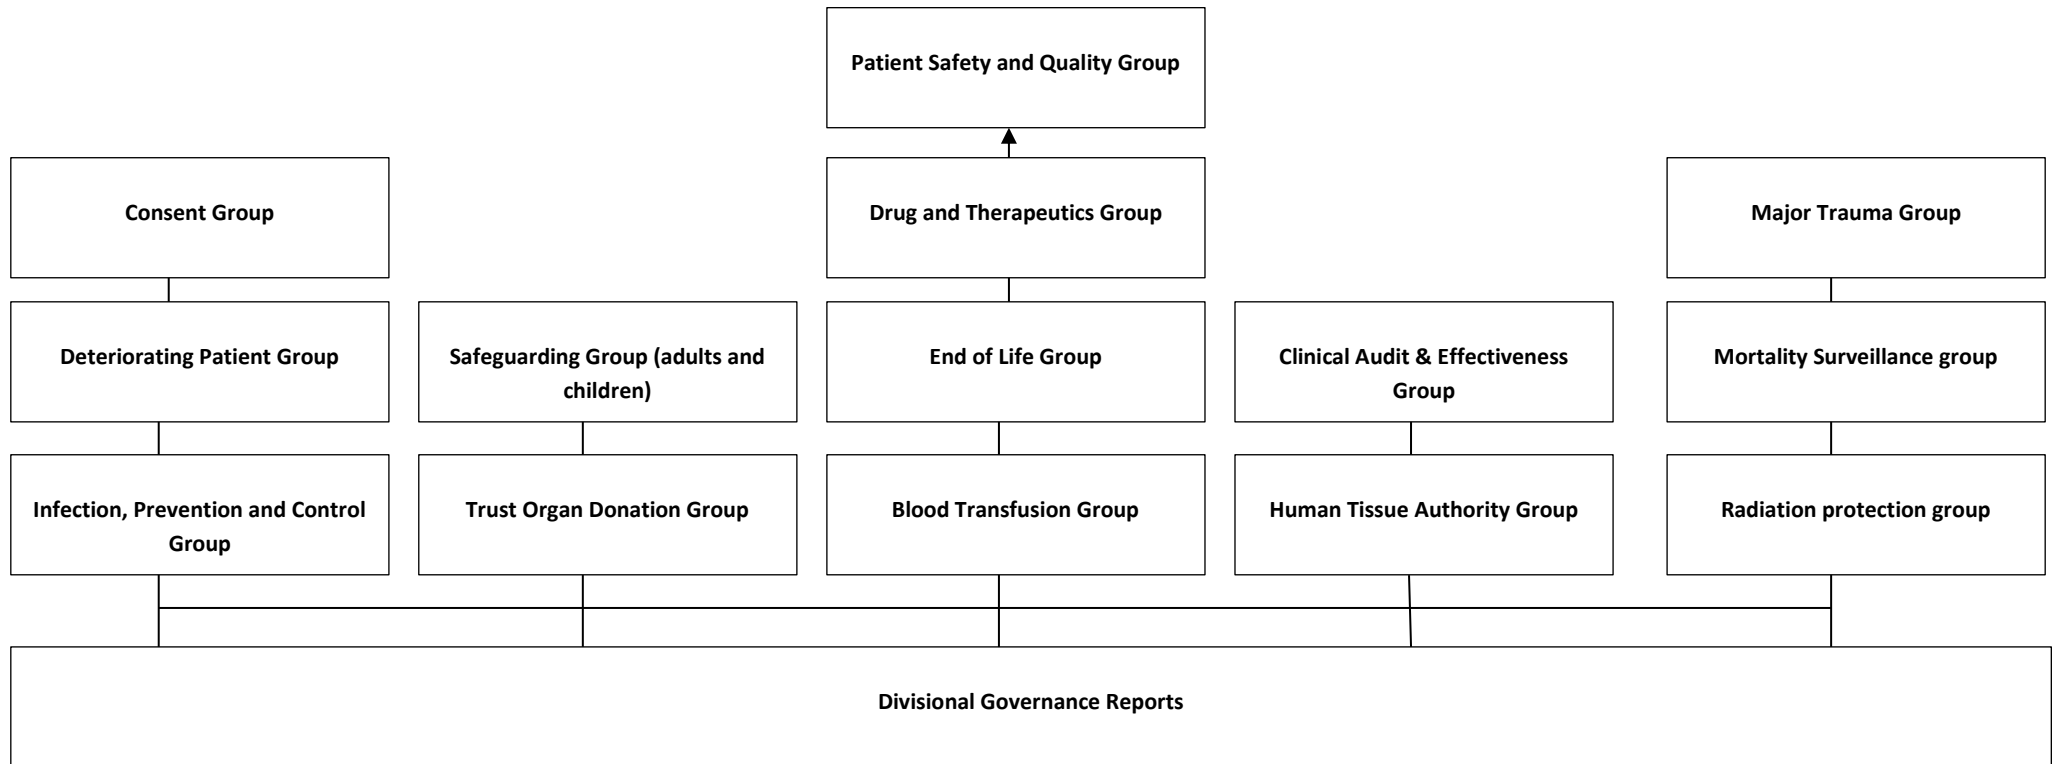 Patient Safety and Quality Group
Consent Group
Drug and Therapeutics Group
Major Trauma Group
Deteriorating Patient Group
Safeguarding Group (adults and
children)
End of Life Group
Clinical Audit & Effectiveness
Group
Mortality Surveillance group
Infection, Prevention and Control
Group
Trust Organ Donation Group
Blood Transfusion Group
Human Tissue Authority Group
Radiation protection group
Divisional Governance Reports